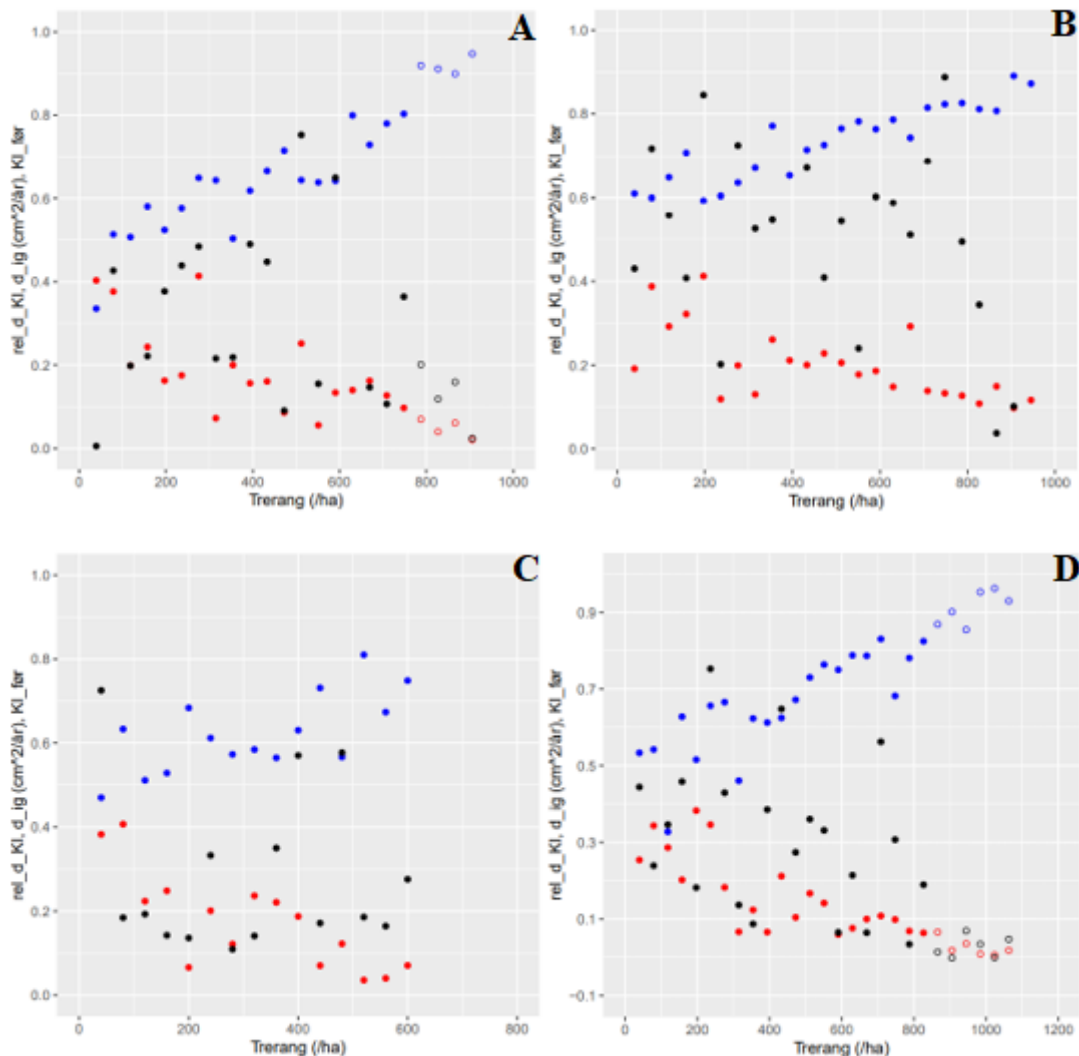 A
1.0
0.8
0.6
0.4
0.2
0.0
rel_d_KI, d_ig (cm^2/år), KI_før
0 200 400 600 800 1000
Trerang (/ha)
B
1.0
0.8
0.6
0.4
0.2
0.0
rel_d_KI, d_ig (cm^2/år), KI_før
0 200 400 600 800 1000
Trerang (/ha)
C
1.0
0.8
0.6
0.4
0.2
0.0
rel_d_KI, d_ig (cm^2/år), KI_før
0 200 400 600 800
Trerang (/ha)
D
0.9
0.7
0.5
0.3
0.1
−0.1
rel_d_KI, d_ig (cm^2/år), KI_før
0 200 400 600 800 1000 1200
Trerang (/ha)